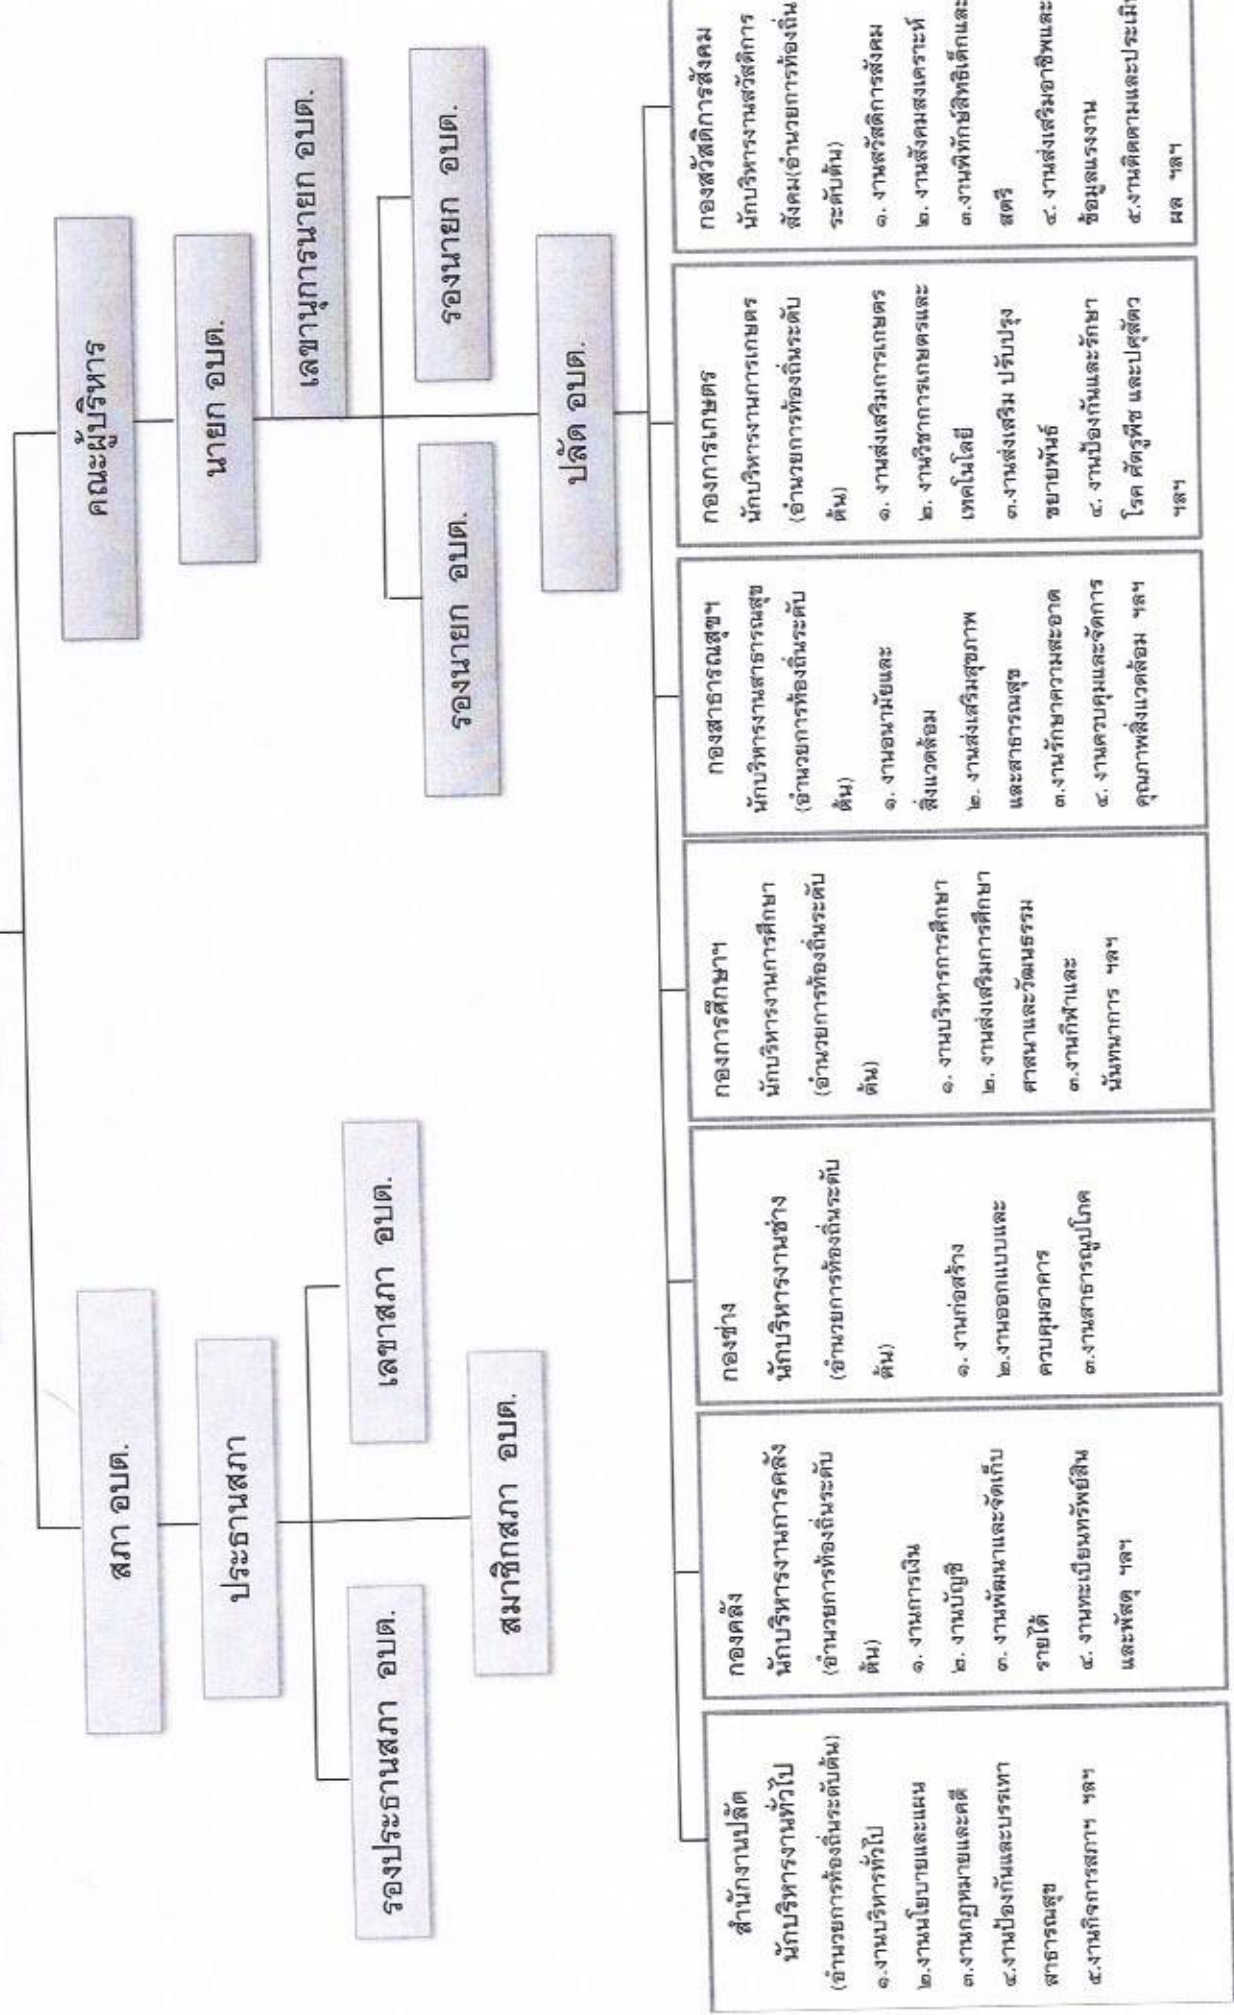 สภา อบต.
ประธานสภา
รองประธานสภา อบต.
เลขาสภา อบต.
สมาชิกสภา อบต.
คณะผู้บริหาร
นายก อบต.
เลขานุการนายก อบต.
รองนายก อบต.
รองนายก อบต.
ปลัด อบต.
สำนักงานปลัด
นักบริหารงานทั่วไป
(อำนวยการท้องถิ่นระดับต้น)
๑.งานบริหารทั่วไป
๒.งานนโยบายและแผน
๓.งานกฎหมายและคดี
๔.งานป้องกันและบรรเทา
สาธารณสุข
๕.งานกิจการสภาฯ ฯลฯ
กองคลัง
นักบริหารงานการคลัง
(อำนวยการท้องถิ่นระดับ
ต้น)
๑. งานการเงิน
๒. งานบัญชี
๓. งานพัฒนาและจัดเก็บ
รายได้
๔. งานทะเบียนทรัพย์สิน
และพัสดุ ฯลฯ
กองช่าง
นักบริหารงานช่าง
(อำนวยการท้องถิ่นระดับ
ต้น)
๑. งานก่อสร้าง
๒.งานออกแบบและ
ควบคุมอาคาร
๓.งานสาธารณูปโภค
กองการศึกษาฯ
นักบริหารงานการศึกษา
(อำนวยการท้องถิ่นระดับ
ต้น)
๑. งานบริหารการศึกษา
๒. งานส่งเสริมการศึกษา
ศาสนาและวัฒนธรรม
๓.งานกีฬาและ
นันทนาการ ฯลฯ
กองสาธารณสุขฯ
นักบริหารงานสาธารณสุข
(อำนวยการท้องถิ่นระดับ
ต้น)
๑. งานอนามัยและ
สิ่งแวดล้อม
๒. งานส่งเสริมสุขภาพ
และสาธารณสุข
๓.งานรักษาความสะอาด
๔. งานควบคุมและจัดการ
คุณภาพสิ่งแวดล้อม ฯลฯ
กองการเกษตร
นักบริหารงานการเกษตร
(อำนวยการท้องถิ่นระดับ
ต้น)
๑. งานส่งเสริมการเกษตร
๒. งานวิชาการเกษตรและ
เทคโนโลยี
๓.งานส่งเสริม ปรับปรุง
ขยายพันธ์
๔. งานป้องกันและรักษา
โรค ศัตรูพืช และปศุสัตว
ฯลฯ
กองสวัสดิการสังคม
นักบริหารงานสวัสดิการ
สังคม(อำนวยการท้องถิ่น
ระดับต้น)
๑. งานสวัสดิการสังคม
๒. งานสังคมสงเคราะห์
๓.งานพิทักษ์สิทธิเด็กและ
สตรี
๔. งานส่งเสริมอาชีพและ
ข้อมูลแรงงาน
๕.งานติดตามและประเมิน
ผล ฯลฯ